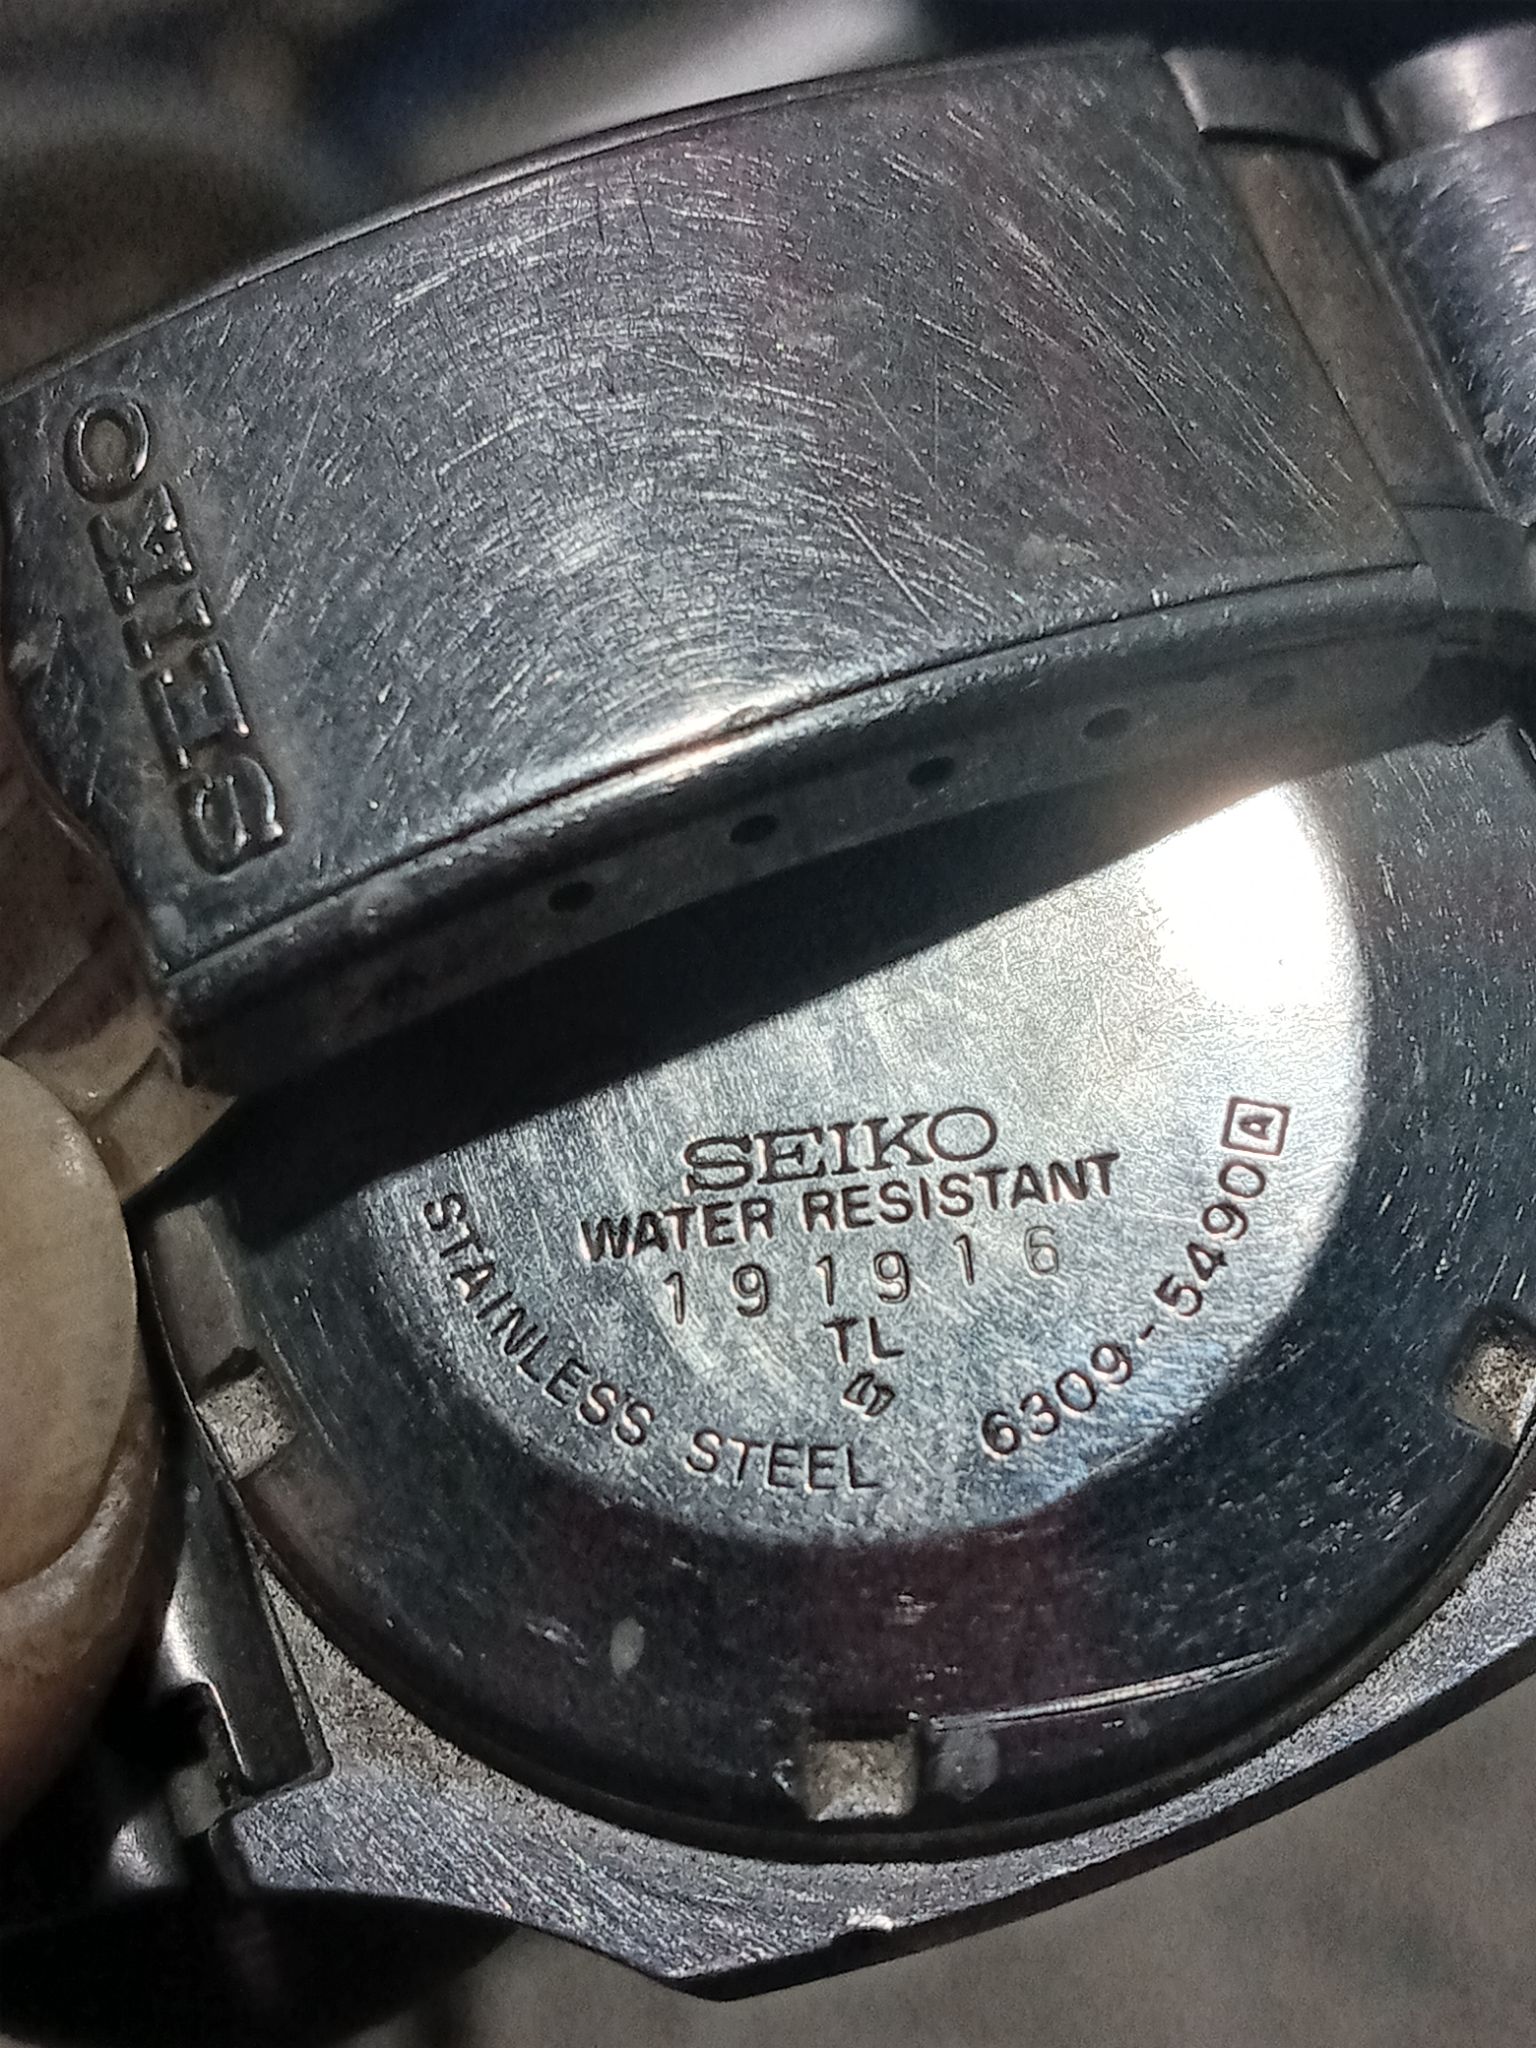 SEIKO
SEIKO
WATER RESISTANT
191916
TL
STAINLESS STEEL
6309-5490 A